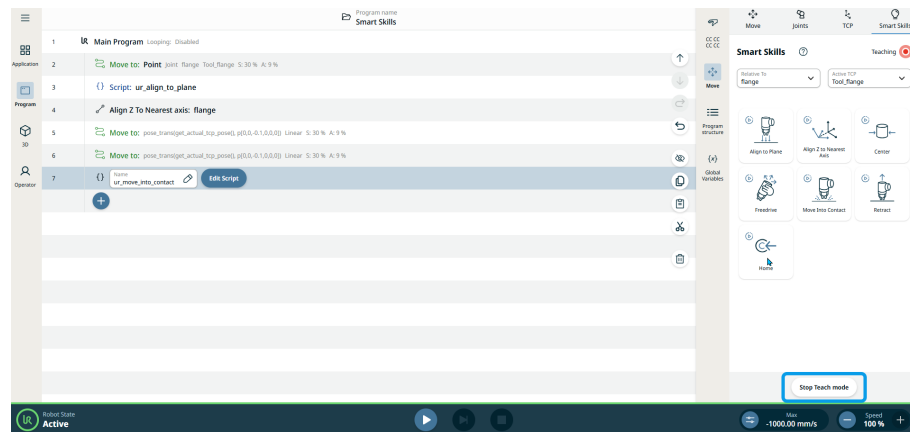 Program name
Smart Skills
Application
Program
3D
Operator
1 Main Program Looping: Disabled
2 Move to: Point Joint flange Tool_flange S: 30 % A: 9 %
3 {} Script: ur_align_to_plane
4 Align Z To Nearest axis: flange
5 Move to: pose_trans(get_actual_tcp_pose(), p[0,0,-0.1,0,0,0]) Linear S: 30 % A: 9 %
6 Move to: pose_trans(get_actual_tcp_pose(), p[0,0,-0.1,0,0,0]) Linear S: 30 % A: 9 %
7 {} Name
ur_move_into_contact
Edit Script
Move
Program
structure
{x}
Global
Variables
Move
Joints
TCP
Smart Skills
Smart Skills
Teaching
Relative To
flange
Active TCP
Tool_flange
Align to Plane
Align Z to Nearest
Axis
Center
Freedrive
Move Into Contact
Retract
Home
Stop Teach mode
Robot State
Active
Max
-1000.00 mm/s
Speed
100 %